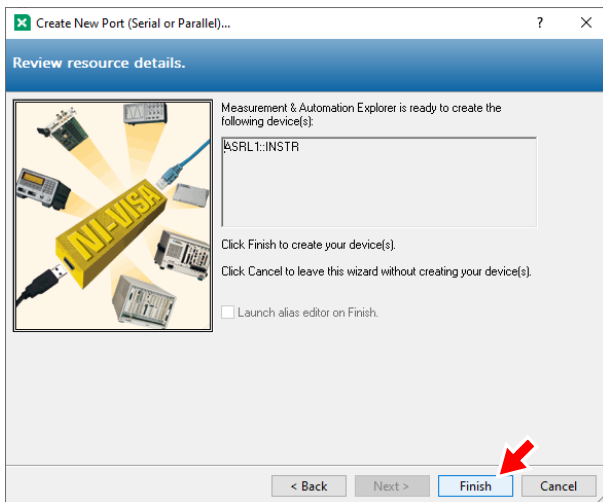 Create New Port (Serial or Parallel)...
?
Review resource details.
Measurement & Automation Explorer is ready to create the
following device(s):
ASRL1::INSTR
NI-VISA
Click Finish to create your device(s).
Click Cancel to leave this wizard without creating your device(s).
Launch alias editor on Finish.
< Back
Next >
Finish
Cancel